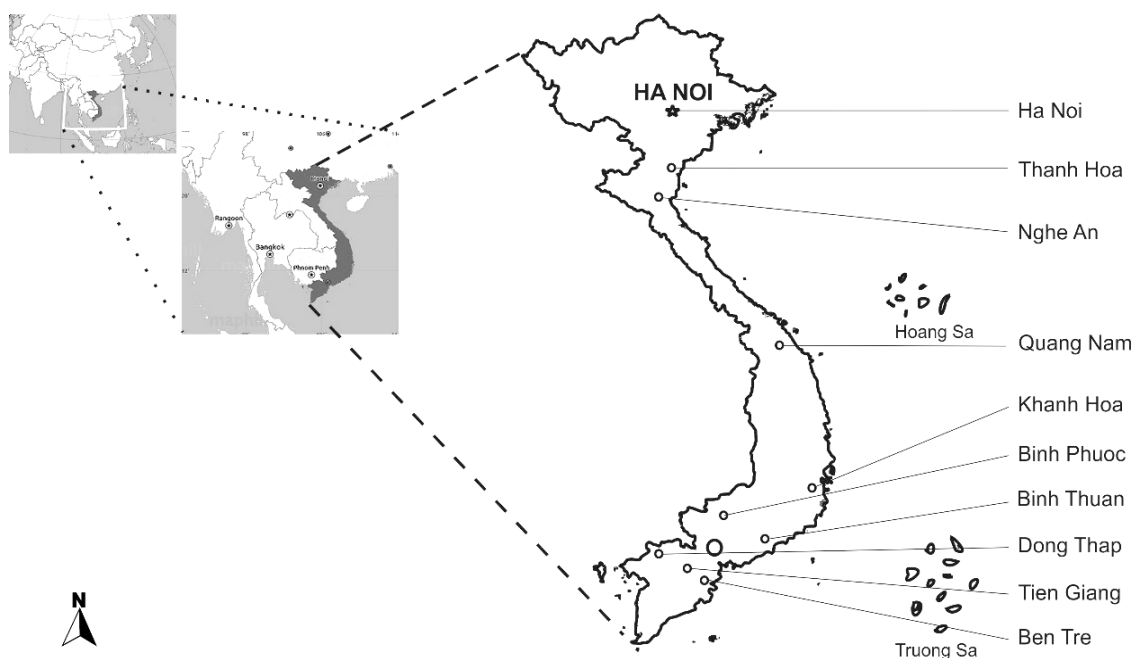 HA NOI
Ha Noi
Thanh Hoa
Nghe An
Hoang Sa
Quang Nam
Khanh Hoa
Binh Phuoc
Binh Thuan
Dong Thap
Tien Giang
Ben Tre
Truong Sa
Hanoi
Rangoon
Bangkok
Phnom Penh
N